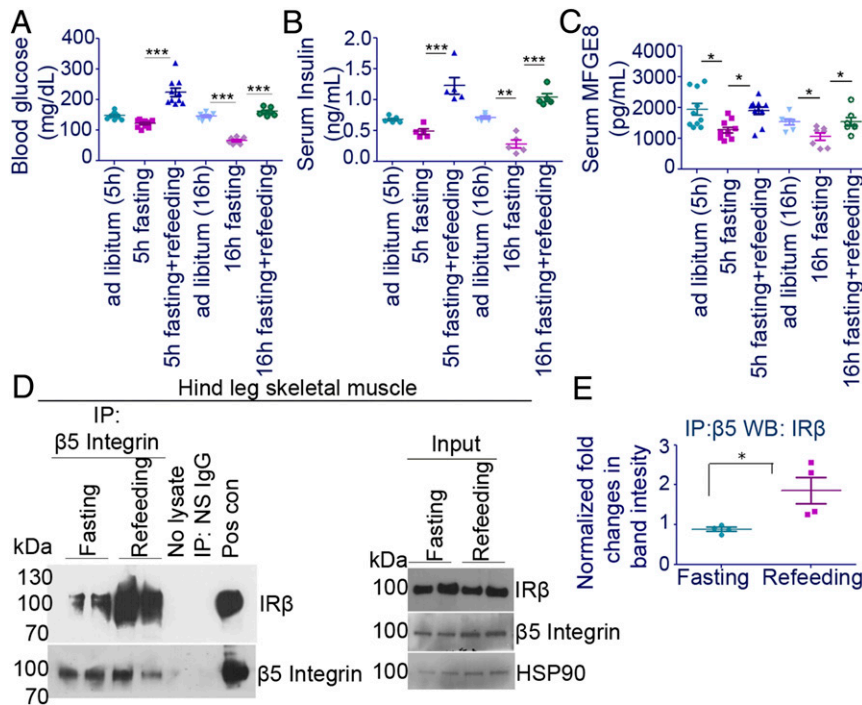 A
Blood glucose
(mg/dL)
400
300
200
100
0
***
***
***
ad libitum (5h)
5h fasting
5h fasting+refeeding
ad libitum (16h)
16h fasting
16h fasting+refeeding
B
Serum Insulin
(ng/mL)
2.0
1.5
1.0
0.5
0.0
***
**
***
ad libitum (5h)
5h fasting
5h fasting+refeeding
ad libitum (16h)
16h fasting
16h fasting+refeeding
C
Serum MFGE8
(pg/mL)
4000
3000
2000
1000
0
*
*
*
*
ad libitum (5h)
5h fasting
5h fasting+refeeding
ad libitum (16h)
16h fasting
16h fasting+refeeding
D
Hind leg skeletal muscle
IP:
β5 Integrin
Fasting
Refeeding
No lysate
IP: NS IgG
Pos con
kDa
130
100
70
IRβ
100
70
β5 Integrin
Input
Fasting
Refeeding
kDa
100
IRβ
100
β5 Integrin
100
HSP90
E
IP:β5 WB: IRβ
Normalized fold
changes in
band intesity
3
2
1
0
*
Fasting
Refeeding